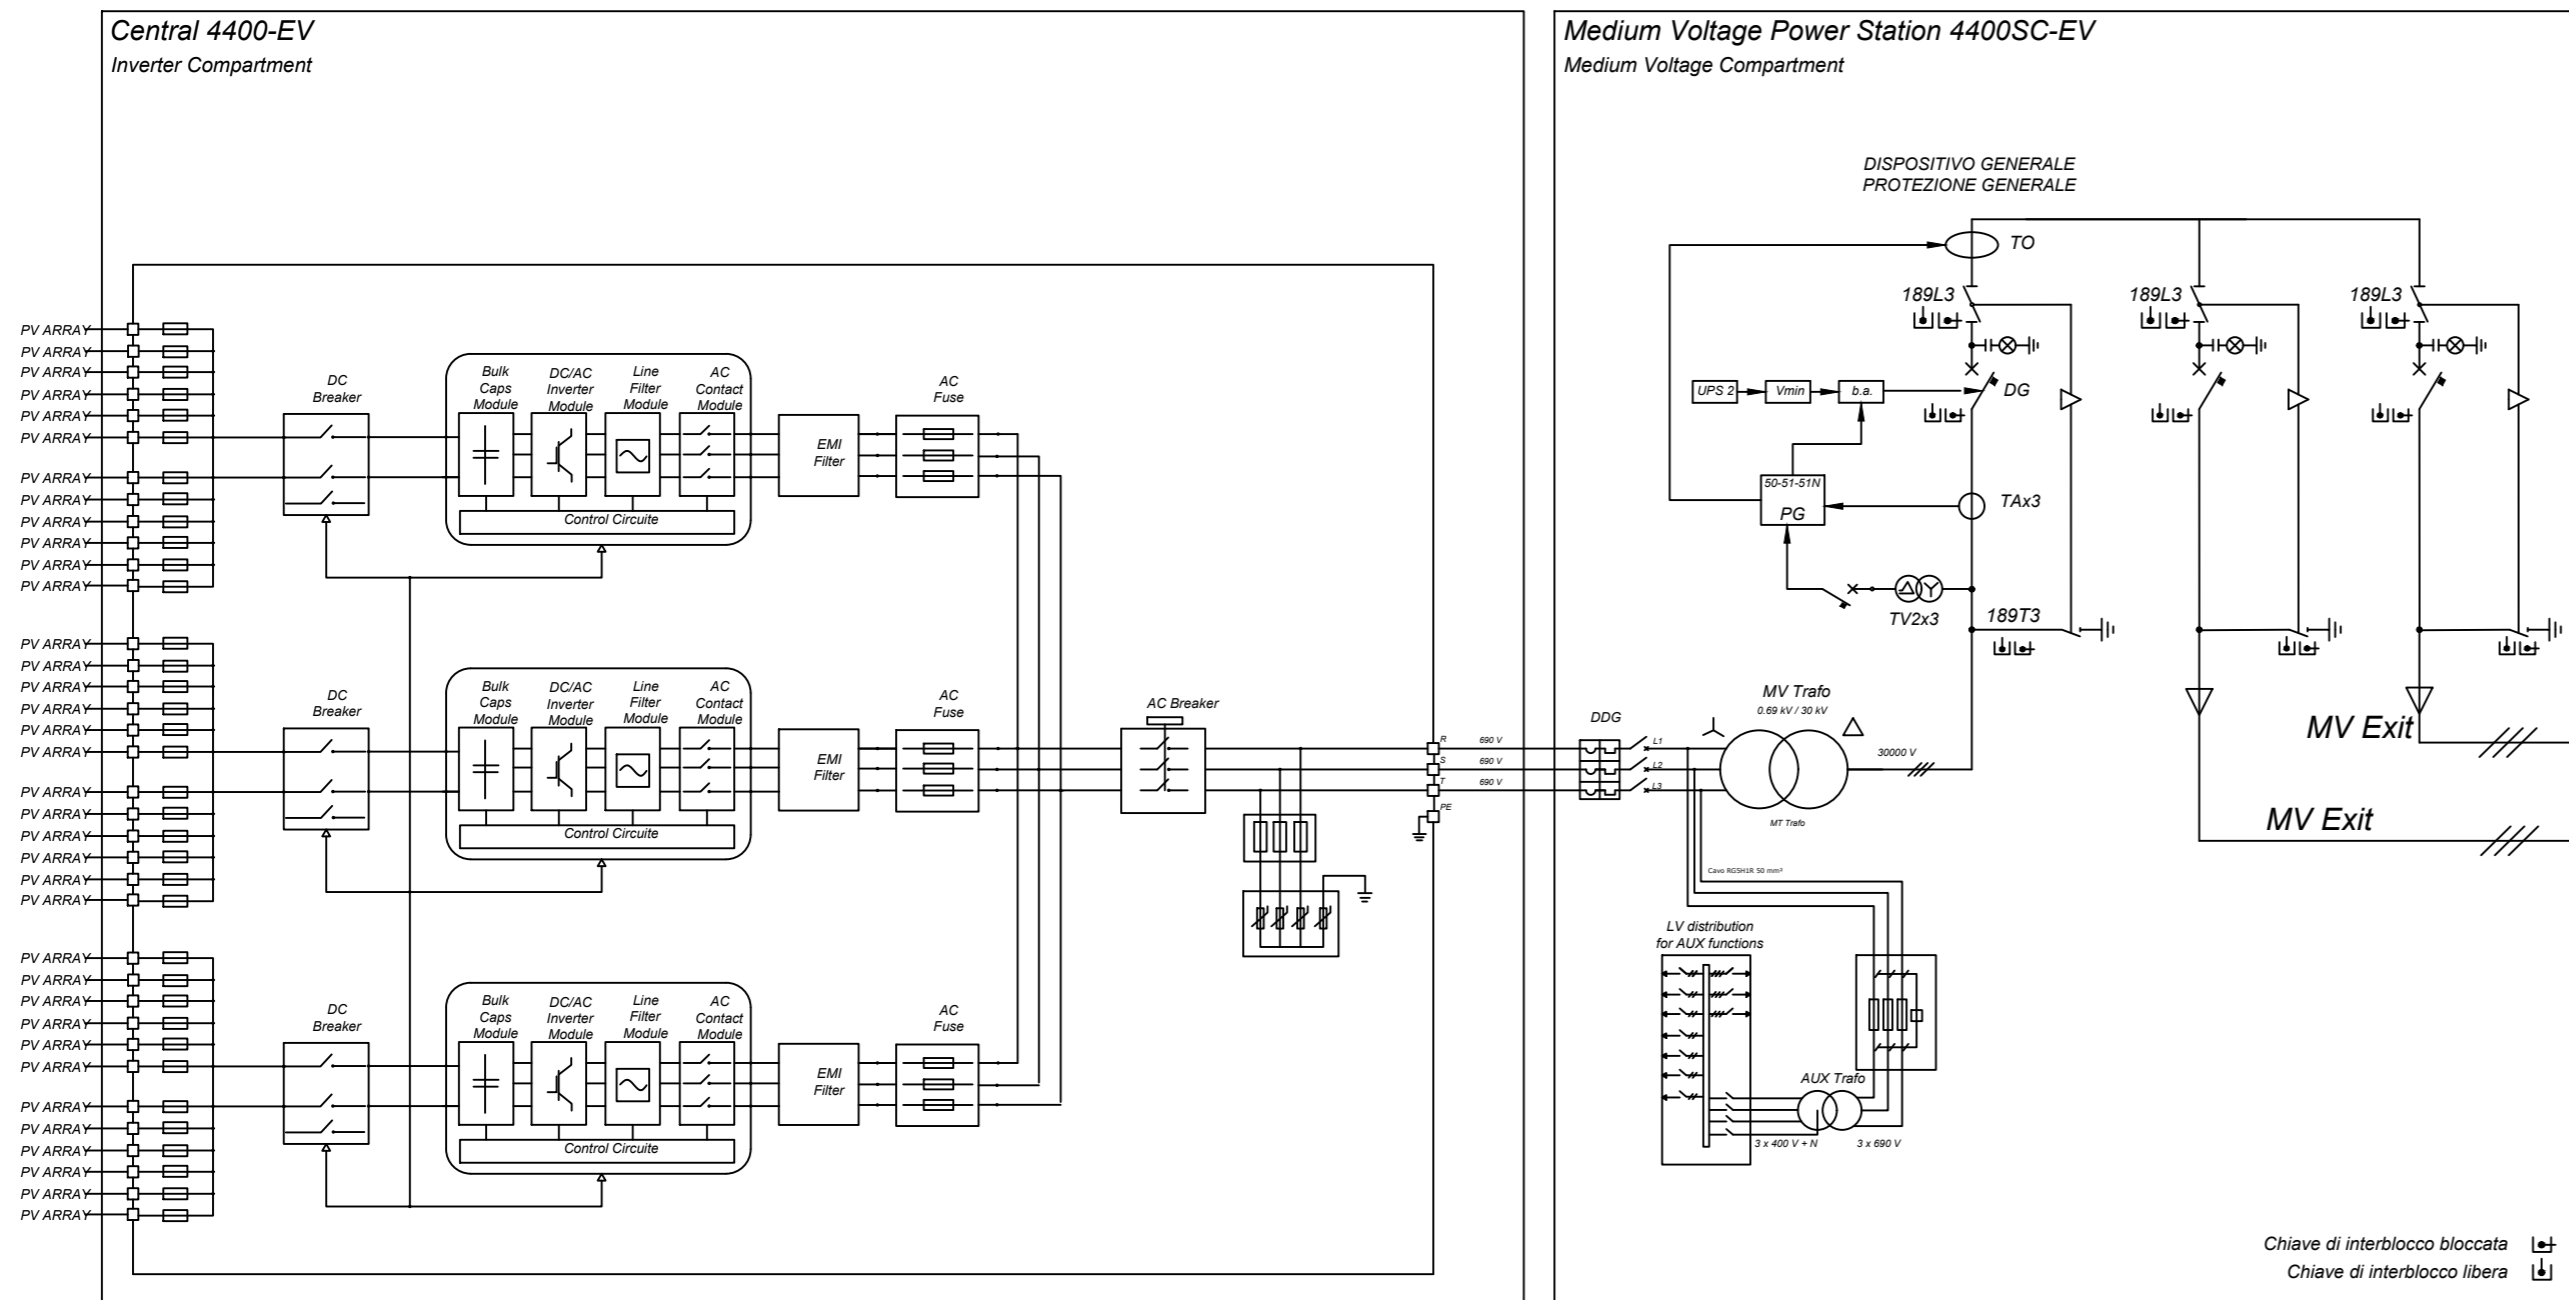 Central 4400-EV
Inverter Compartment
PV ARRAY
PV ARRAY
PV ARRAY
PV ARRAY
PV ARRAY
PV ARRAY
PV ARRAY
PV ARRAY
PV ARRAY
PV ARRAY
PV ARRAY
PV ARRAY
DC
Breaker
Bulk
Caps
Module
DC/AC
Inverter
Module
Line
Filter
Module
AC
Contact
Module
Control Circuite
EMI
Filter
AC
Fuse
PV ARRAY
PV ARRAY
PV ARRAY
PV ARRAY
PV ARRAY
PV ARRAY
PV ARRAY
PV ARRAY
PV ARRAY
PV ARRAY
PV ARRAY
PV ARRAY
DC
Breaker
Bulk
Caps
Module
DC/AC
Inverter
Module
Line
Filter
Module
AC
Contact
Module
Control Circuite
EMI
Filter
AC
Fuse
AC Breaker
R
S
T
PE
690 V
690 V
690 V
PV ARRAY
PV ARRAY
PV ARRAY
PV ARRAY
PV ARRAY
PV ARRAY
PV ARRAY
PV ARRAY
PV ARRAY
PV ARRAY
PV ARRAY
PV ARRAY
DC
Breaker
Bulk
Caps
Module
DC/AC
Inverter
Module
Line
Filter
Module
AC
Contact
Module
Control Circuite
EMI
Filter
AC
Fuse
Medium Voltage Power Station 4400SC-EV
Medium Voltage Compartment
DISPOSITIVO GENERALE
PROTEZIONE GENERALE
TO
189L3
189L3
189L3
UPS 2
Vmin
b.a.
DG
50-51-51N
PG
TAx3
TV2x3
189T3
DDG
L1
L2
L3
MV Trafo
0.69 kV / 30 kV
MT Trafo
30000 V
MV Exit
MV Exit
Cavo RG5H1R 50 mm²
LV distribution
for AUX functions
AUX Trafo
3 x 400 V + N
3 x 690 V
Chiave di interblocco bloccata
Chiave di interblocco libera